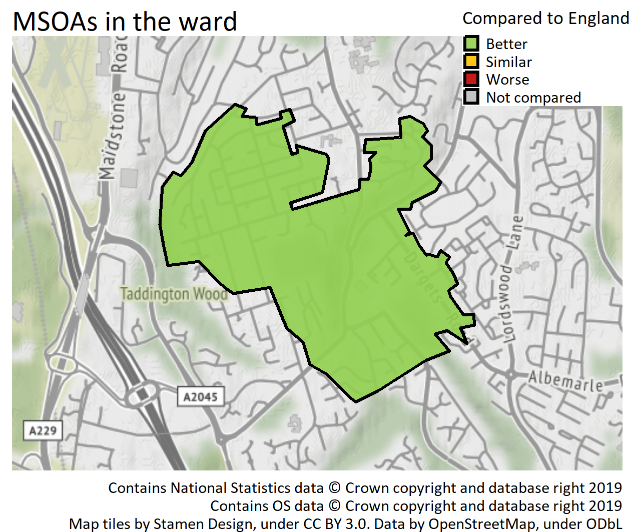 MSOAs in the ward
Compared to England
Better
Similar
Worse
Not compared
Maidstone Roac
Lordswood Lane
Taddington Wood
Albemarle
A2045
A229
Contains National Statistics data © Crown copyright and database right 2019
Contains OS data © Crown copyright and database right 2019
Map tiles by Stamen Design, under CC BY 3.0. Data by OpenStreetMap, under ODbL